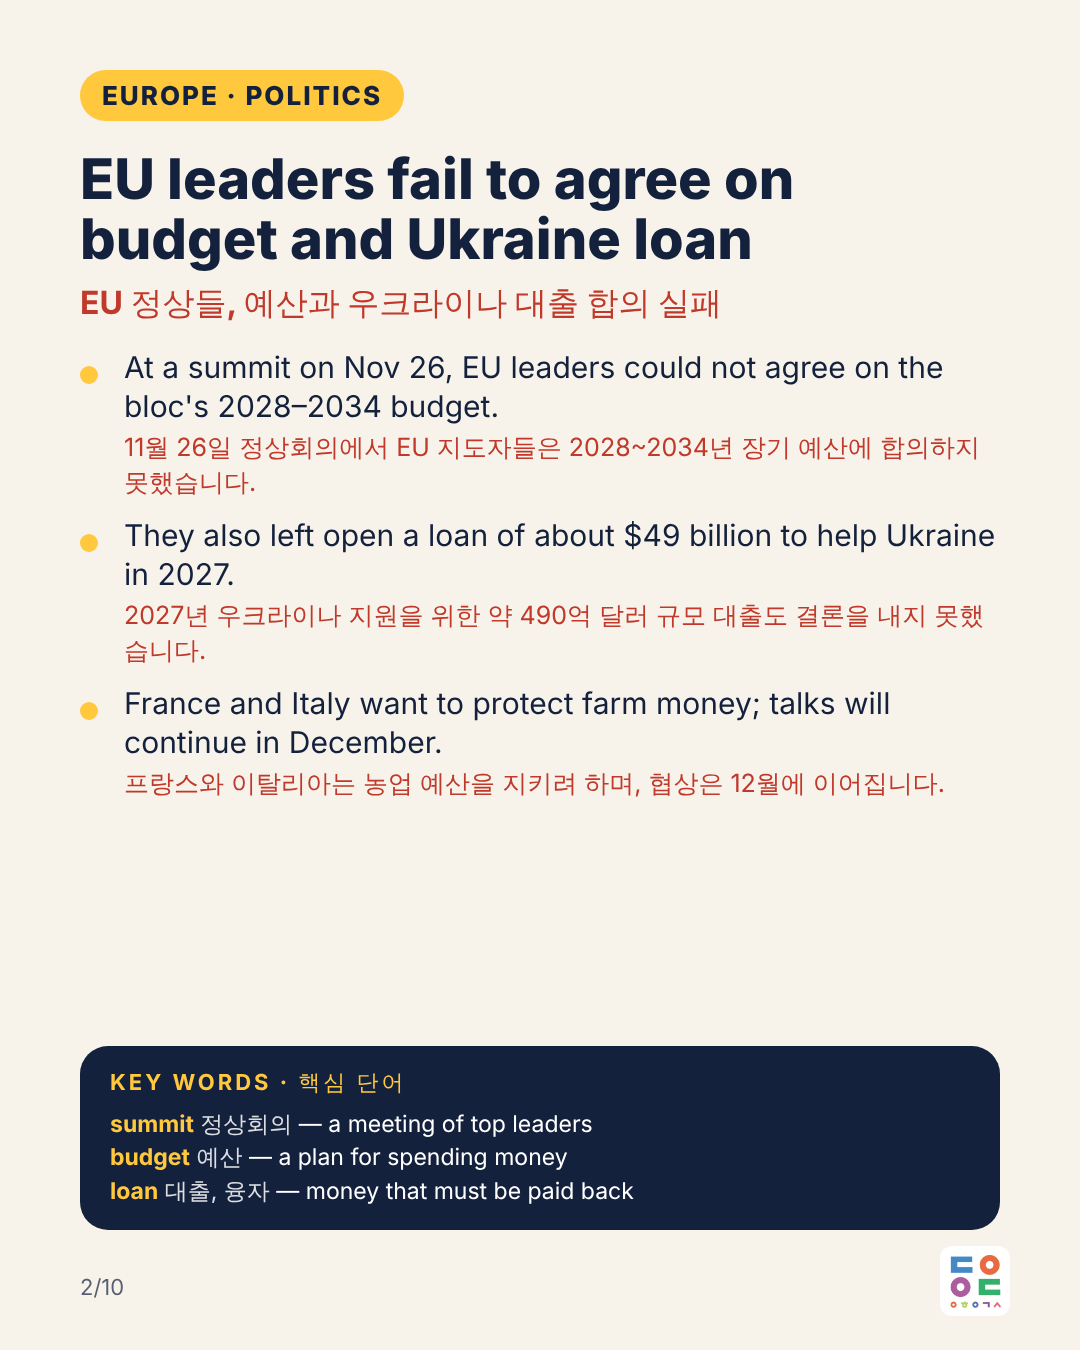 EUROPE · POLITICS
EU leaders fail to agree on
budget and Ukraine loan
EU 정상들, 예산과 우크라이나 대출 합의 실패
At a summit on Nov 26, EU leaders could not agree on the
bloc's 2028–2034 budget.
11월 26일 정상회의에서 EU 지도자들은 2028~2034년 장기 예산에 합의하지
못했습니다.
They also left open a loan of about $49 billion to help Ukraine
in 2027.
2027년 우크라이나 지원을 위한 약 490억 달러 규모 대출도 결론을 내지 못했
습니다.
France and Italy want to protect farm money; talks will
continue in December.
프랑스와 이탈리아는 농업 예산을 지키려 하며, 협상은 12월에 이어집니다.
KEY WORDS · 핵심 단어
summit 정상회의 — a meeting of top leaders
budget 예산 — a plan for spending money
loan 대출, 융자 — money that must be paid back
2/10